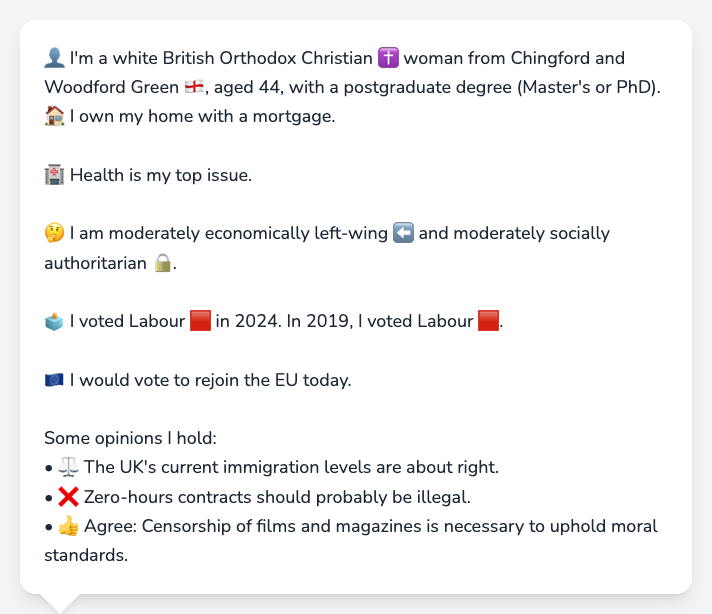 👤 I'm a white British Orthodox Christian ✝️ woman from Chingford and
Woodford Green 🏴󠁧󠁢󠁥󠁮󠁧󠁿, aged 44, with a postgraduate degree (Master's or PhD).
🏠 I own my home with a mortgage.
🏥 Health is my top issue.
🤔 I am moderately economically left-wing ⬅️ and moderately socially
authoritarian 🔒.
🗳️ I voted Labour 🟥 in 2024. In 2019, I voted Labour 🟥.
🇪🇺 I would vote to rejoin the EU today.
Some opinions I hold:
• ⚖️ The UK's current immigration levels are about right.
• ❌ Zero-hours contracts should probably be illegal.
• 👍 Agree: Censorship of films and magazines is necessary to uphold moral
standards.